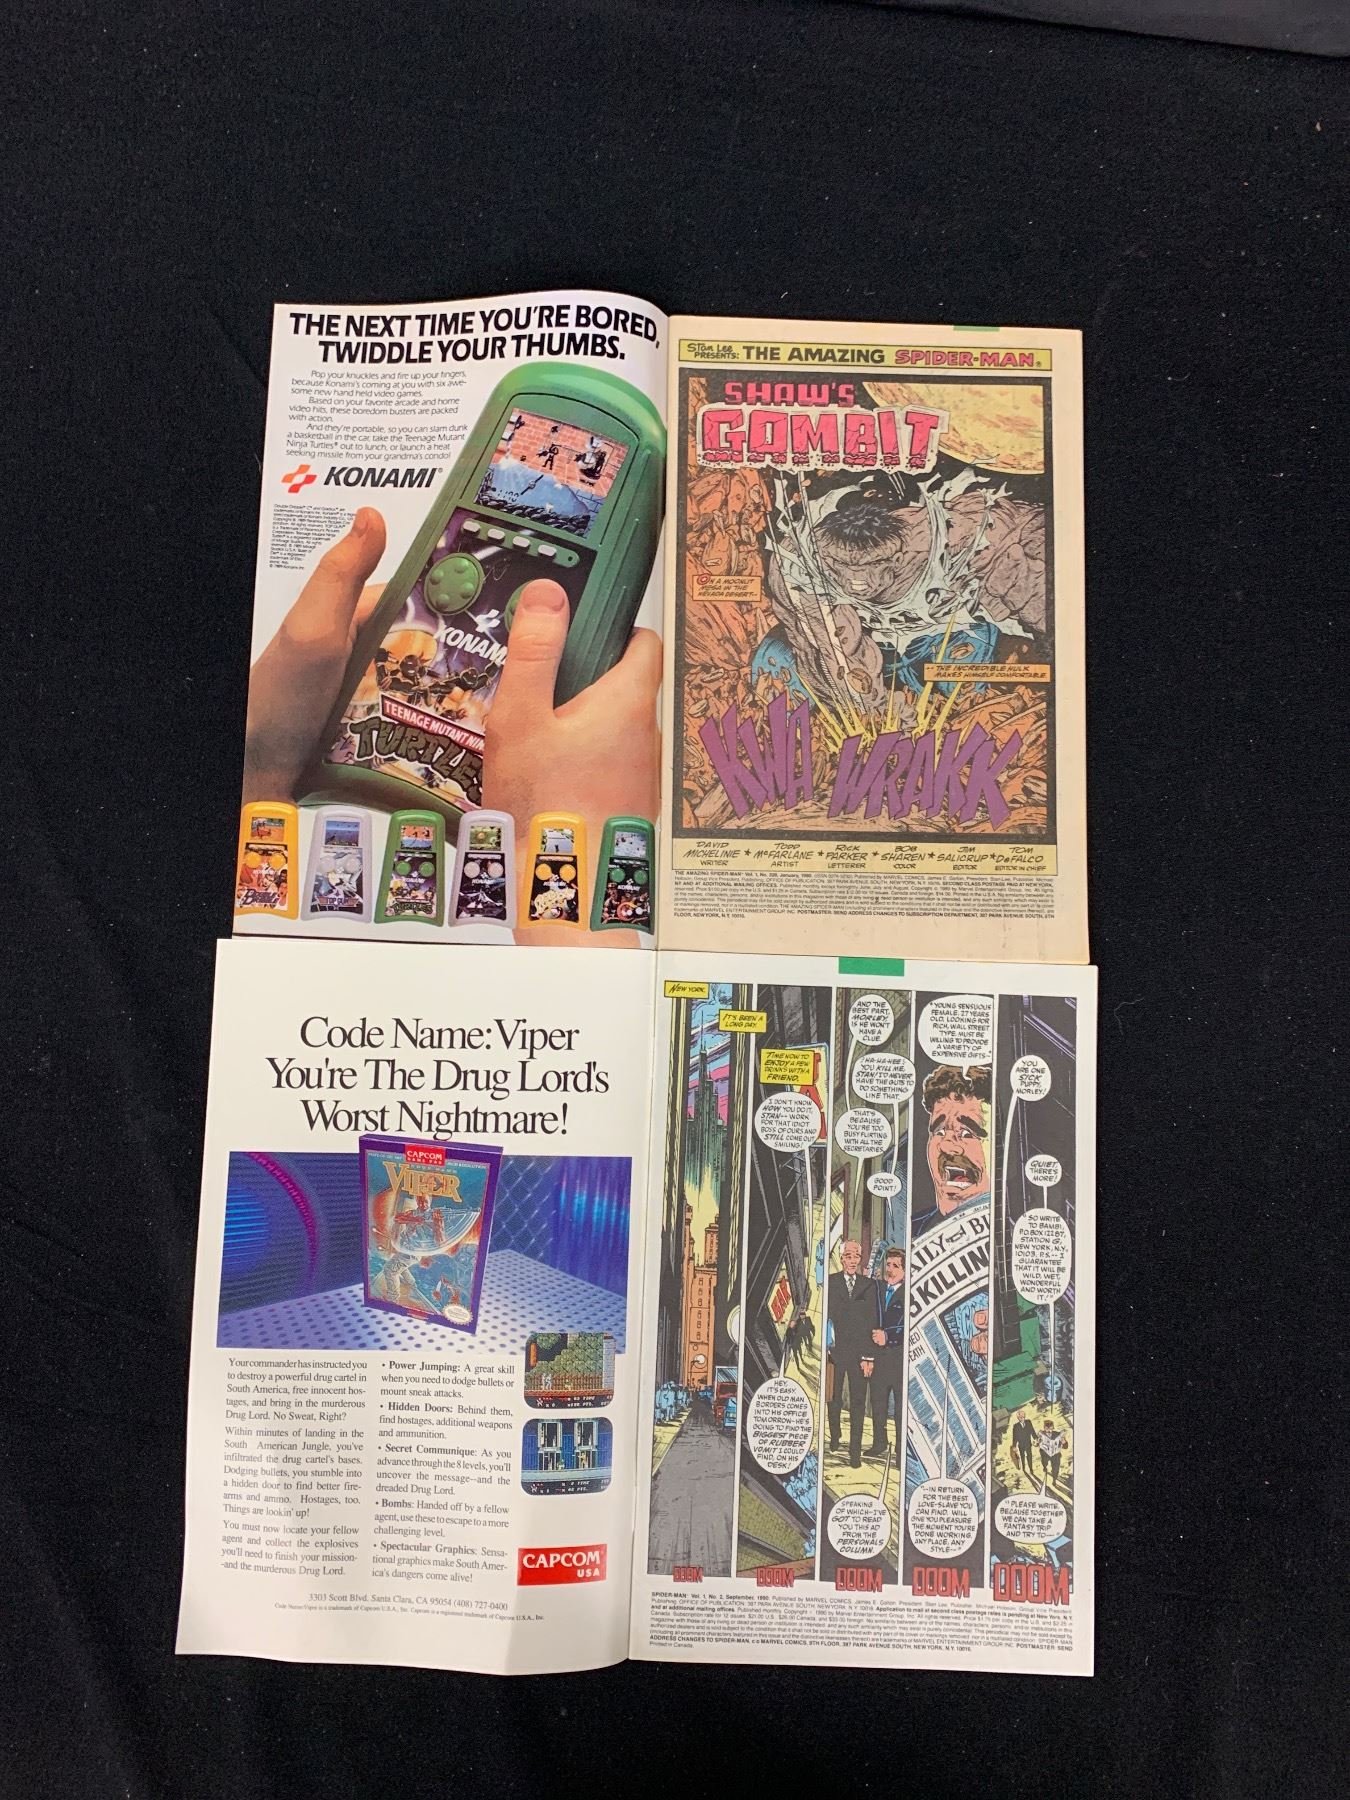 THE NEXT TIME YOU'RE BORED,
TWIDDLE YOUR THUMBS.
Pop your knuckles and fire up your fingers,
because Konami's coming at you with six awe-
some new hand held video games.
Based on your favorite arcade and home
video hits, these boredom busters are packed
with action.
And they're portable, so you can slam dunk
a basketball in the car, take the Teenage Mutant
Ninja Turtles® out to lunch, or launch a heat
seeking missile from your grandma's condo!
KONAMI®
KONAMI
TEENAGE MUTANT NIN
TURTLES
Stan Lee
PRESENTS: THE AMAZING SPIDER-MAN®
SHAW'S
GAMBIT
ON A MOONLIT
MESA IN THE
NEVADA DESERT--
-- THE INCREDIBLE HULK
MAKES HIMSELF COMFORTABLE.
KWA WRAKK
DAVID MICHELINIE WRITER * TODD McFARLANE ARTIST * RICK PARKER LETTERER * BOB SHAREN COLOR * JIM SALICRUP EDITOR * TOM DeFALCO EDITOR IN CHIEF
Code Name: Viper
You're The Drug Lord's
Worst Nightmare!
CAPCOM
VIPER
Your commander has instructed you
to destroy a powerful drug cartel in
South America, free innocent hos-
tages, and bring in the murderous
Drug Lord. No Sweat, Right?
Within minutes of landing in the
South American Jungle, you've
infiltrated the drug cartel's bases.
Dodging bullets, you stumble into
a hidden door to find better fire-
arms and ammo. Hostages, too.
Things are lookin' up!
You must now locate your fellow
agent and collect the explosives
you'll need to finish your mission-
-and the murderous Drug Lord.
• Power Jumping: A great skill
when you need to dodge bullets or
mount sneak attacks.
• Hidden Doors: Behind them,
find hostages, additional weapons
and ammunition.
• Secret Communique: As you
advance through the 8 levels, you'll
uncover the message--and the
dreaded Drug Lord.
• Bombs: Handed off by a fellow
agent, use these to escape to a more
challenging level.
• Spectacular Graphics: Sensa-
tional graphics make South Amer-
ica's dangers come alive!
CAPCOM®
USA
3303 Scott Blvd. Santa Clara, CA 95054 (408) 727-0400
Code Name: Viper is a trademark of Capcom U.S.A., Inc. Capcom is a registered trademark of Capcom U.S.A., Inc.
NEW YORK.
IT'S BEEN A
LONG DAY.
TIME NOW TO
ENJOY A FEW
DRINKS WITH A
FRIEND.
I DON'T KNOW
HOW YOU DO IT,
STAN-- WORK
FOR THAT IDIOT
BOSS OF OURS AND
STILL COME OUT
SMILING!
BAR
HEY,
IT'S EASY.
WHEN OLD MAN
BORDERS COMES
INTO HIS OFFICE
TOMORROW--HE'S
GOING TO FIND THE
BIGGEST PIECE
OF RUBBER
VOMIT I COULD
FIND, ON HIS
DESK!
AND THE
BEST PART,
MORLEY,
IS HE WON'T
HAVE A
CLUE.
HA-HA-HEE!
YOU KILL ME,
STAN! I'D NEVER
HAVE THE GUTS TO
DO SOMETHING
LIKE THAT.
THAT'S
BECAUSE
YOU'RE TOO
BUSY FLIRTING
WITH ALL THE
SECRETARIES.
GOOD
POINT!
SPEAKING
OF WHICH--I'VE
GOT TO READ
YOU THIS AD
FROM THE
PERSONALS
COLUMN.
"YOUNG SENSUOUS
FEMALE, 27 YEARS
OLD, LOOKING FOR
RICH, WALL STREET
TYPE. MUST BE
WILLING TO PROVIDE
A VARIETY OF
EXPENSIVE GIFTS--"
"--IN RETURN
FOR THE BEST
LOVE-SLAVE YOU
CAN FIND. WILL
GIVE YOU PLEASURE
THE MOMENT YOU'RE
DONE WORKING.
ANY PLACE, ANY
STYLE--"
YOU
ARE ONE
SICK
PUPPY,
MORLEY!
QUIET.
THERE'S
MORE!
"SO WRITE
TO BAMBI,
P.O. BOX 122 BT,
STATION G,
NEW YORK, N.Y.
10103. P.S.-- I
GUARANTEE
THAT IT WILL BE
WILD, WET,
WONDERFUL
AND WORTH
IT!"
"PLEASE WRITE,
BECAUSE TOGETHER
WE CAN TAKE A
FANTASY TRIP
AND TRY TO--"
DOOM DOOM DOOM DOOM DOOM